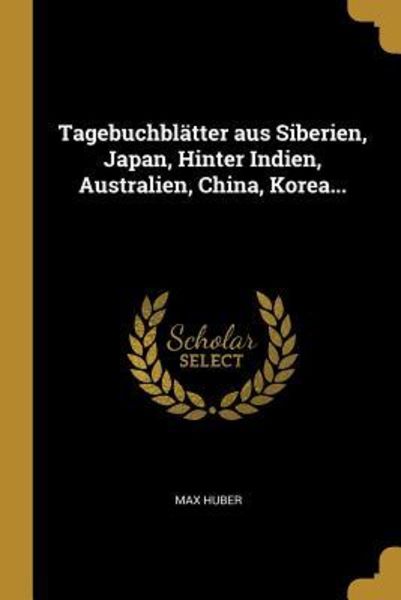 Tagebuchblätter aus Siberien,
Japan, Hinter Indien,
Australien, China, Korea...
Scholar
SELECT
MAX HUBER